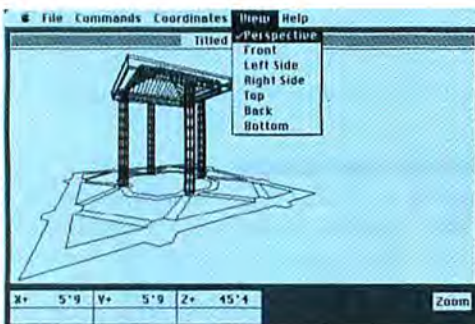 File Commands Coordinates View Help
Titled
✓Perspective
Front
Left Side
Right Side
Top
Back
Bottom
X+ 5'9 Y+ 5'9 Z+ 45'4
Zoom